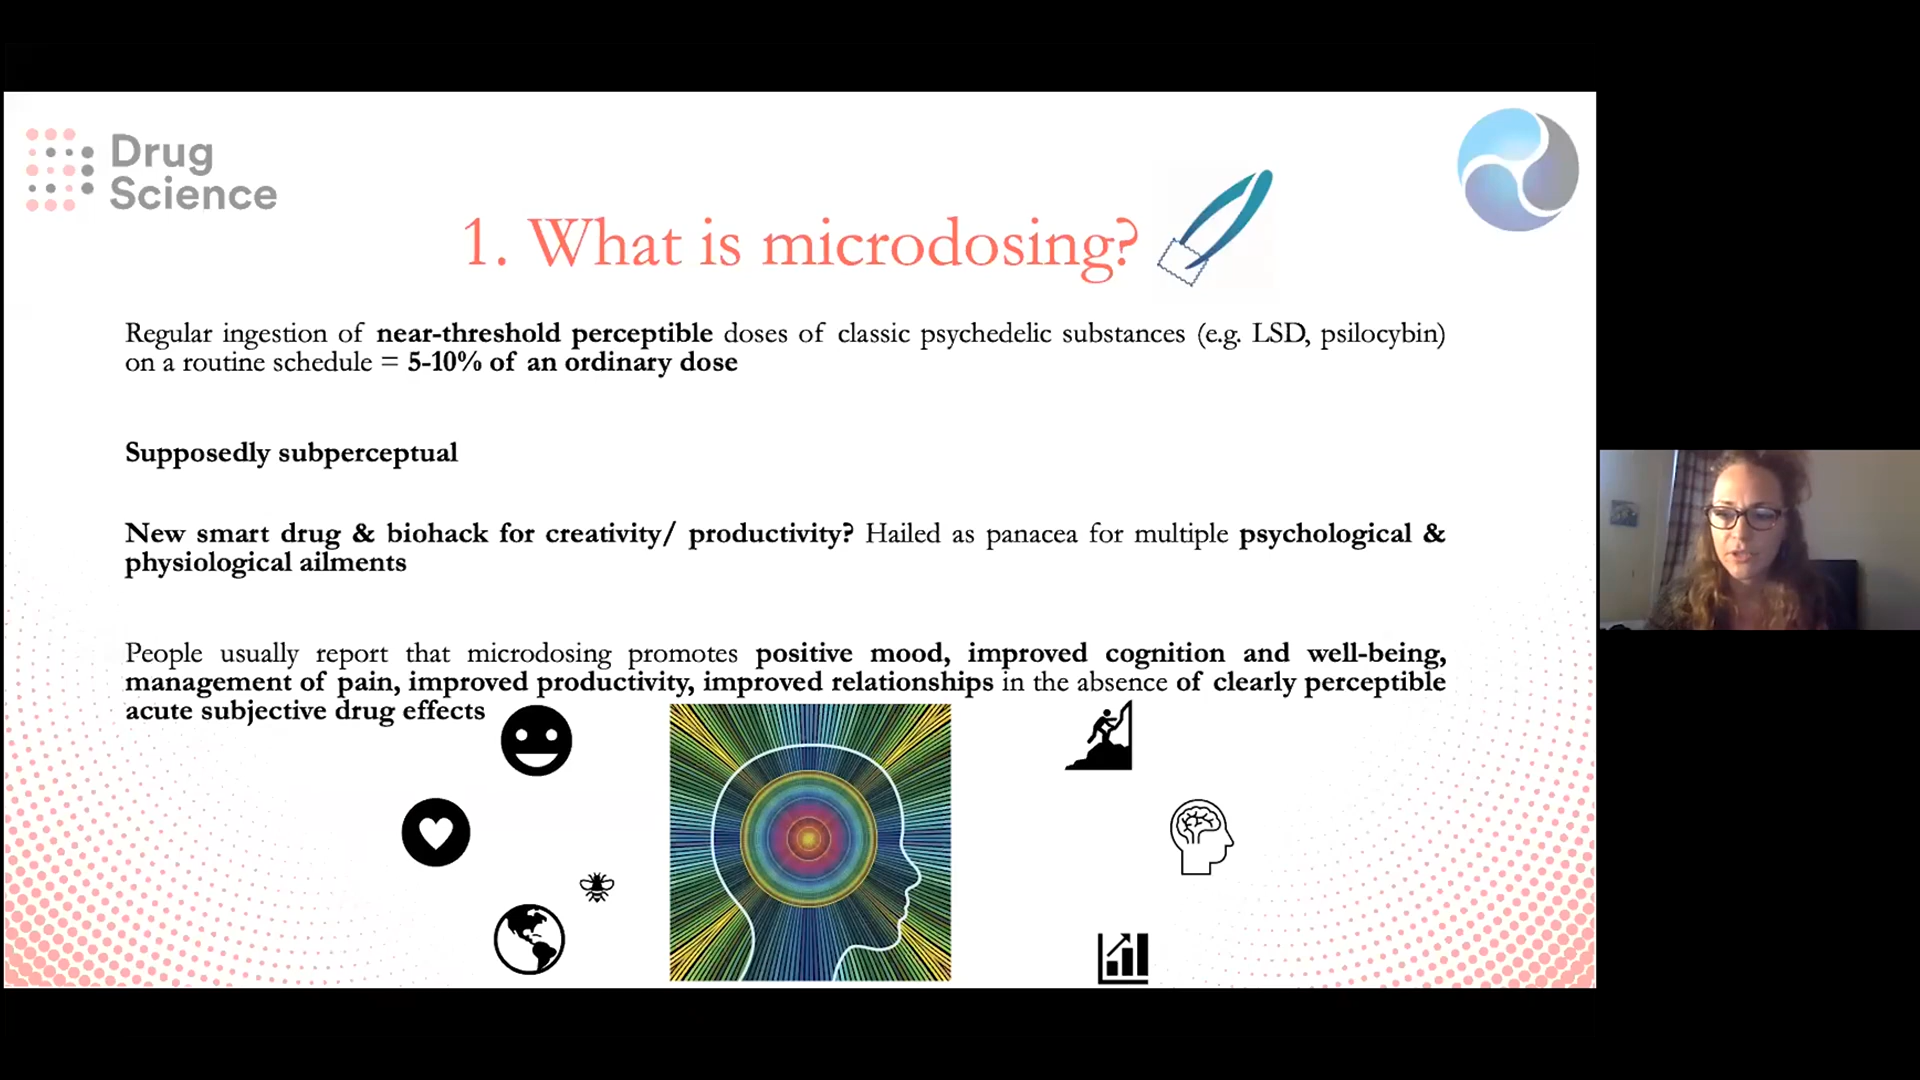 Drug
Science
1. What is microdosing?
Regular ingestion of near-threshold perceptible doses of classic psychedelic substances (e.g. LSD, psilocybin)
on a routine schedule = 5-10% of an ordinary dose
Supposedly subperceptual
New smart drug & biohack for creativity/ productivity? Hailed as panacea for multiple psychological &
physiological ailments
People usually report that microdosing promotes positive mood, improved cognition and well-being,
management of pain, improved productivity, improved relationships in the absence of clearly perceptible
acute subjective drug effects